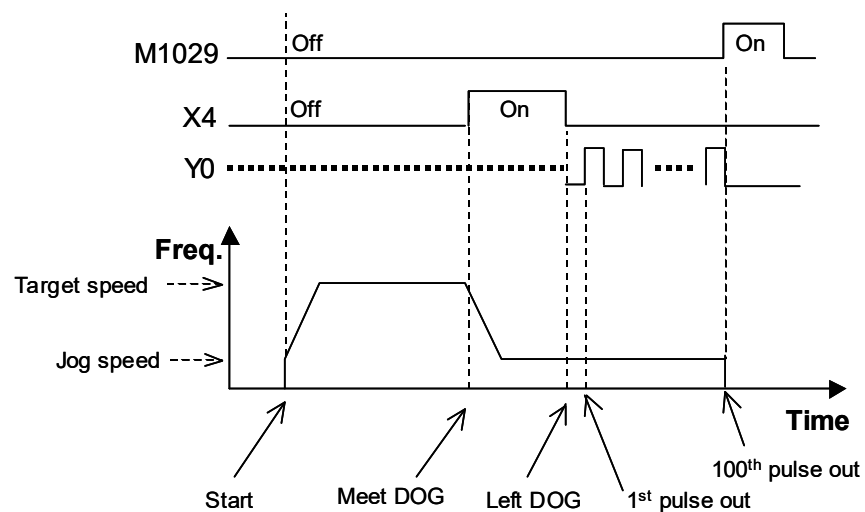 M1029 Off On
X4 Off On
Y0
Freq.
Target speed
Jog speed
Time
Start Meet DOG Left DOG 1st pulse out 100th pulse out